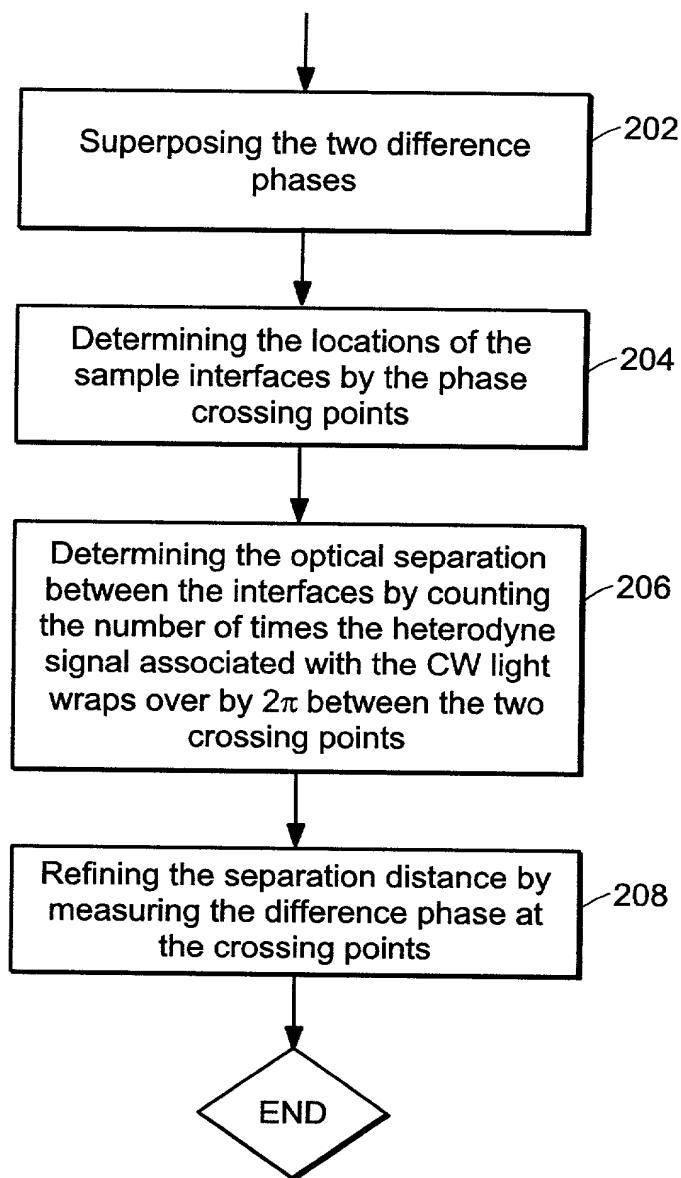 Superposing the two difference
phases
202
Determining the locations of the
sample interfaces by the phase
crossing points
204
Determining the optical separation
between the interfaces by counting
the number of times the heterodyne
signal associated with the CW light
wraps over by 2π between the two
crossing points
206
Refining the separation distance by
measuring the difference phase at
the crossing points
208
END